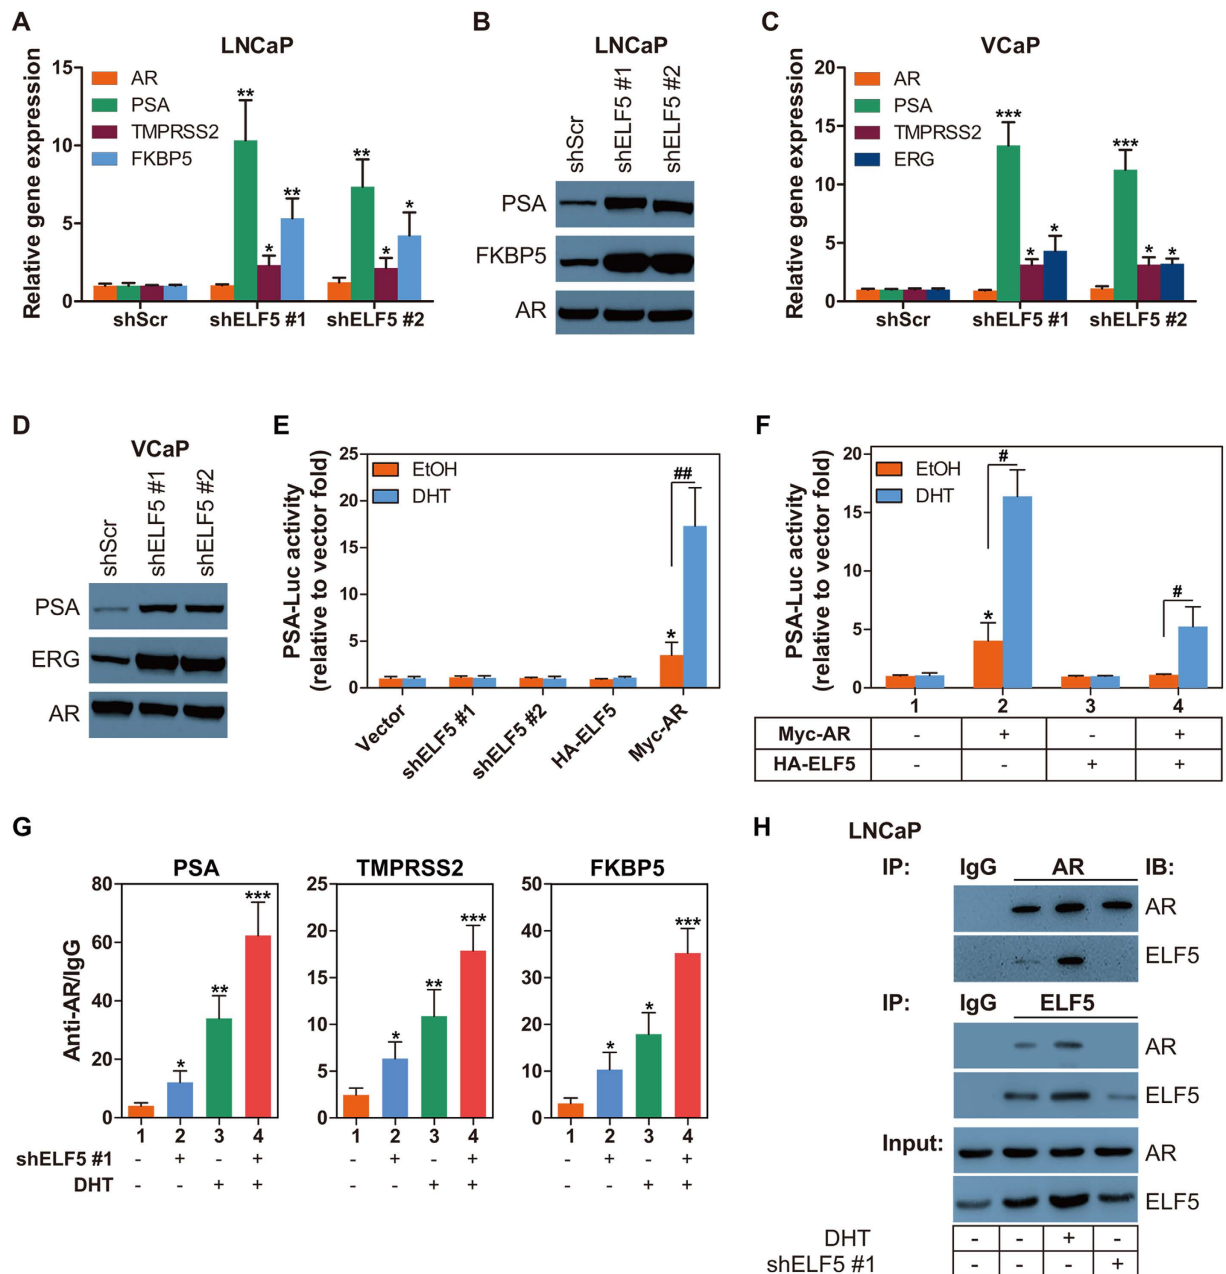 A
LNCaP
Relative gene expression
15
10
5
0
AR
PSA
TMPRSS2
FKBP5
** ** * **
** * *
shScr shELF5 #1 shELF5 #2
B
LNCaP
shScr shELF5 #1 shELF5 #2
PSA
FKBP5
AR
C
VCaP
Relative gene expression
20
15
10
5
0
AR
PSA
TMPRSS2
ERG
*** * *
*** * *
shScr shELF5 #1 shELF5 #2
D
VCaP
shScr shELF5 #1 shELF5 #2
PSA
ERG
AR
E
PSA-Luc activity
(relative to vector fold)
25
20
15
10
5
0
EtOH
DHT
##
*
Vector shELF5 #1 shELF5 #2 HA-ELF5 Myc-AR
F
PSA-Luc activity
(relative to vector fold)
20
15
10
5
0
EtOH
DHT
#
*
#
1 2 3 4
Myc-AR - + - +
HA-ELF5 - - + +
G
Anti-AR/IgG
PSA
80
60
40
20
0
* ** ***
1 2 3 4
TMPRSS2
25
20
15
10
5
0
* ** ***
1 2 3 4
FKBP5
50
40
30
20
10
0
* * ***
1 2 3 4
shELF5 #1 - + - + - + - + - + - +
DHT - - + + - - + + - - + +
H
LNCaP
IP: IgG AR IB:
AR
ELF5
IP: IgG ELF5
AR
ELF5
Input: AR
ELF5
DHT - - + -
shELF5 #1 - - - +